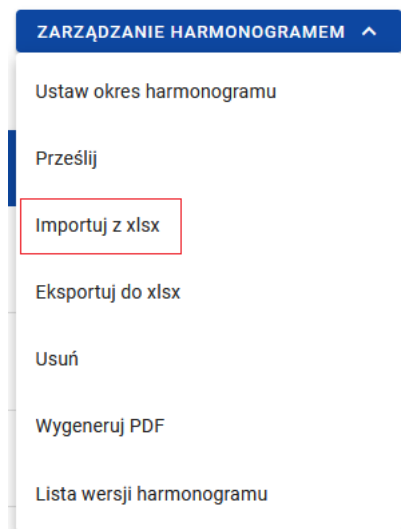 ZARZĄDZANIE HARMONOGRAMEM
Ustaw okres harmonogramu
Prześlij
Importuj z xlsx
Eksportuj do xlsx
Usuń
Wygeneruj PDF
Lista wersji harmonogramu